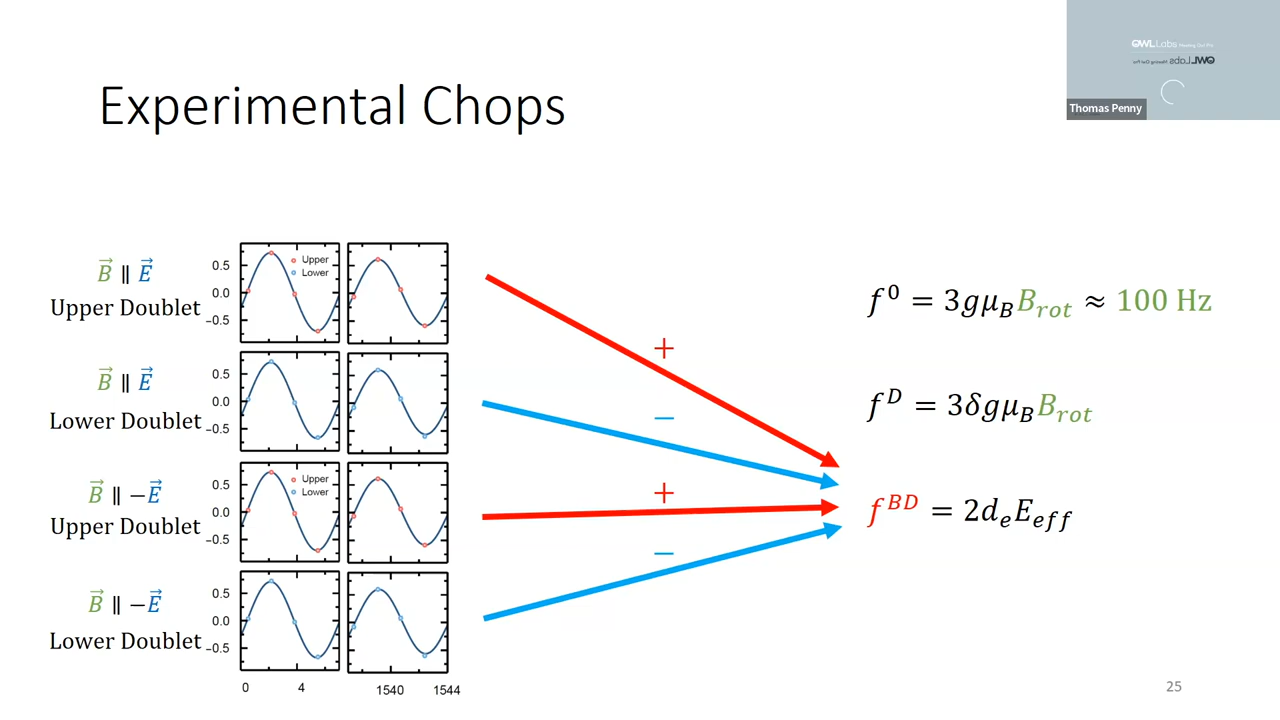 OWL Labs
Thomas Penny
Experimental Chops
B⃗ ∥ E⃗
Upper Doublet
0.5
0.0
−0.5
Upper
Lower
B⃗ ∥ E⃗
Lower Doublet
0.5
0.0
−0.5
B⃗ ∥ −E⃗
Upper Doublet
0.5
0.0
−0.5
Upper
Lower
B⃗ ∥ −E⃗
Lower Doublet
0.5
0.0
−0.5
0 4 1540 1544
+
−
+
−
f⁰ = 3gμ_B B_rot ≈ 100 Hz
f^D = 3δgμ_B B_rot
f^BD = 2d_e E_eff
25